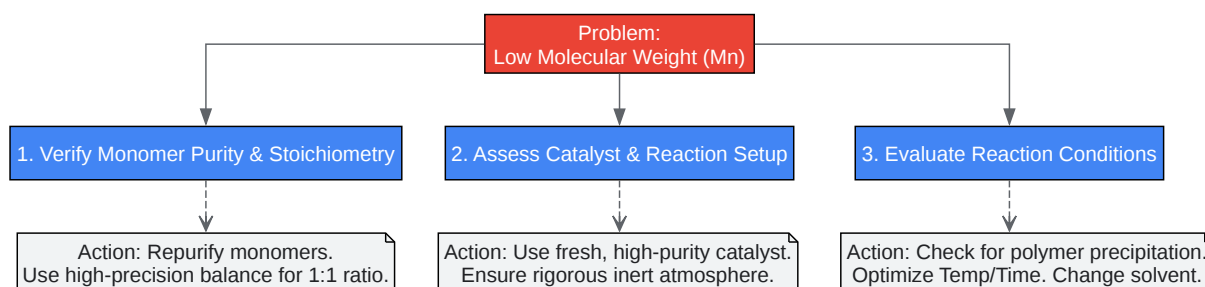 Problem:
Low Molecular Weight (Mn)
1. Verify Monomer Purity & Stoichiometry
2. Assess Catalyst & Reaction Setup
3. Evaluate Reaction Conditions
Action: Repurify monomers.
Use high-precision balance for 1:1 ratio.
Action: Use fresh, high-purity catalyst.
Ensure rigorous inert atmosphere.
Action: Check for polymer precipitation.
Optimize Temp/Time. Change solvent.